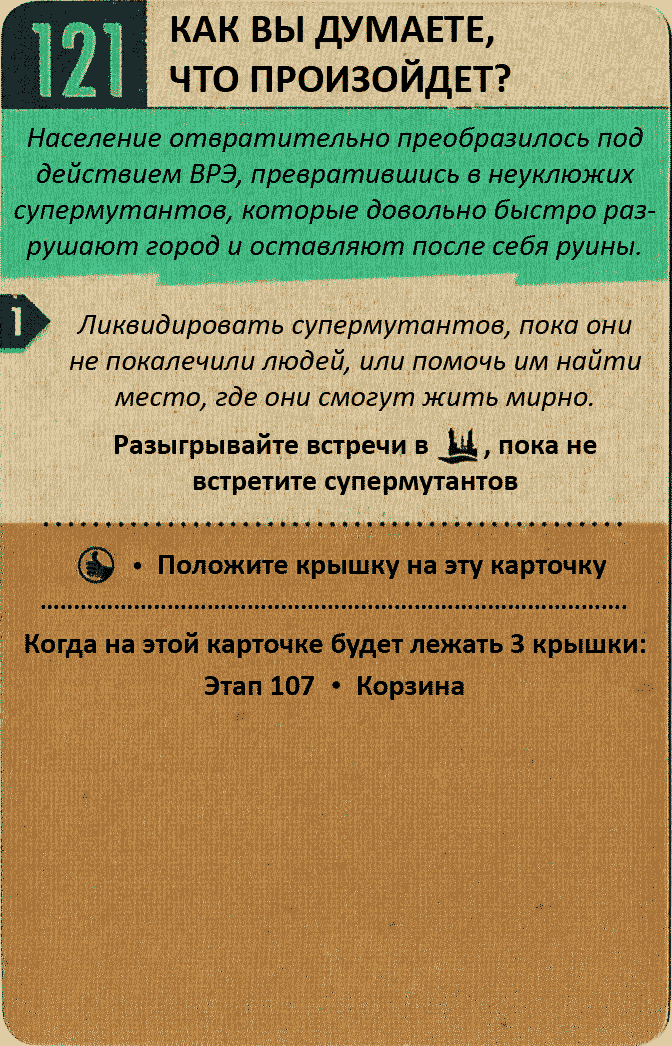 121
КАК ВЫ ДУМАЕТЕ,
ЧТО ПРОИЗОЙДЕТ?
Население отвратительно преобразилось под
действием ВРЭ, превратившись в неуклюжих
супермутантов, которые довольно быстро раз-
рушают город и оставляют после себя руины.
1
Ликвидировать супермутантов, пока они
не покалечили людей, или помочь им найти
место, где они смогут жить мирно.
Разыгрывайте встречи в , пока не
встретите супермутантов
• Положите крышку на эту карточку
Когда на этой карточке будет лежать 3 крышки:
Этап 107 • Корзина